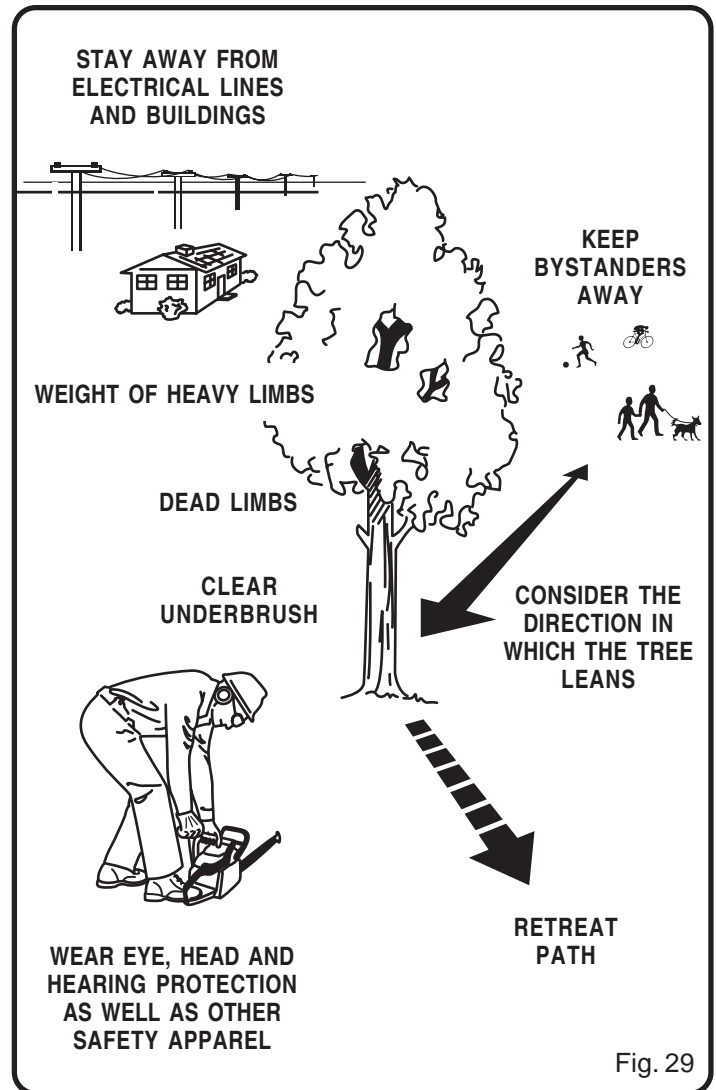 STAY AWAY FROM
ELECTRICAL LINES
AND BUILDINGS
KEEP
BYSTANDERS
AWAY
WEIGHT OF HEAVY LIMBS
DEAD LIMBS
CLEAR
UNDERBRUSH
CONSIDER THE
DIRECTION IN
WHICH THE TREE
LEANS
RETREAT
PATH
WEAR EYE, HEAD AND
HEARING PROTECTION
AS WELL AS OTHER
SAFETY APPAREL
Fig. 29